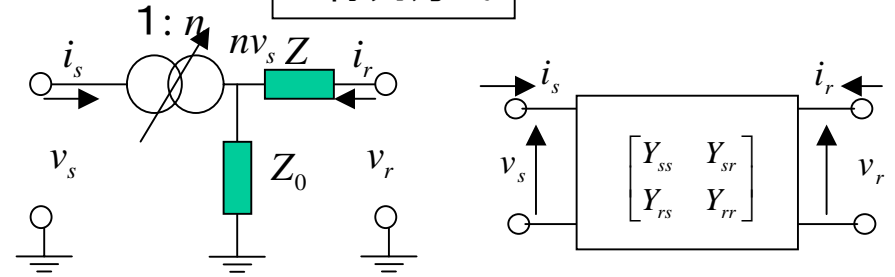 1: n
i_s
nv_s Z
i_r
v_s
Z_0
v_r
i_s
i_r
v_s
[Y_ss Y_sr]
[Y_rs Y_rr]
v_r